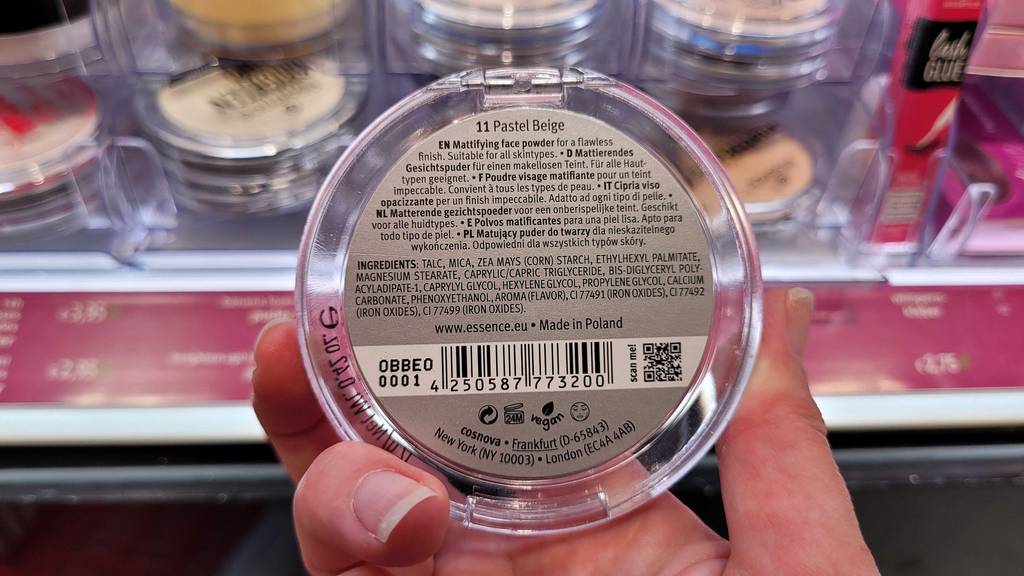 11 Pastel Beige
EN Mattifying face powder for a flawless
finish. Suitable for all skintypes. • D Mattierendes
Gesichtspuder für einen makellosen Teint. Für alle Haut-
typen geeignet. • F Poudre visage matifiante pour un teint
impeccable. Convient à tous les types de peau. • IT Cipria viso
opacizzante per un finish impeccabile. Adatto ad ogni tipo di pelle. •
NL Matterende gezichtspoeder voor een onberispelijke teint. Geschikt
voor alle huidtypes. • E Polvos matificantes para una piel lisa. Apto para
todo tipo de piel. • PL Matujący puder do twarzy dla nieskazitelnego
wykończenia. Odpowiedni dla wszystkich typów skóry.
INGREDIENTS: TALC, MICA, ZEA MAYS (CORN) STARCH, ETHYLHEXYL PALMITATE,
MAGNESIUM STEARATE, CAPRYLIC/CAPRIC TRIGLYCERIDE, BIS-DIGLYCERYL POLY-
ACYLADIPATE-1, CAPRYLYL GLYCOL, HEXYLENE GLYCOL, PROPYLENE GLYCOL, CALCIUM
CARBONATE, PHENOXYETHANOL, AROMA (FLAVOR), CI 77491 (IRON OXIDES), CI 77492
(IRON OXIDES), CI 77499 (IRON OXIDES).
www.essence.eu • Made in Poland
OBBEO
0001
4 250587 773200
scan me!
24M
vegan
cosnova • Frankfurt (D-65843)
New York (NY 10003) • London (EC4A 4AB)
lash
GLUE